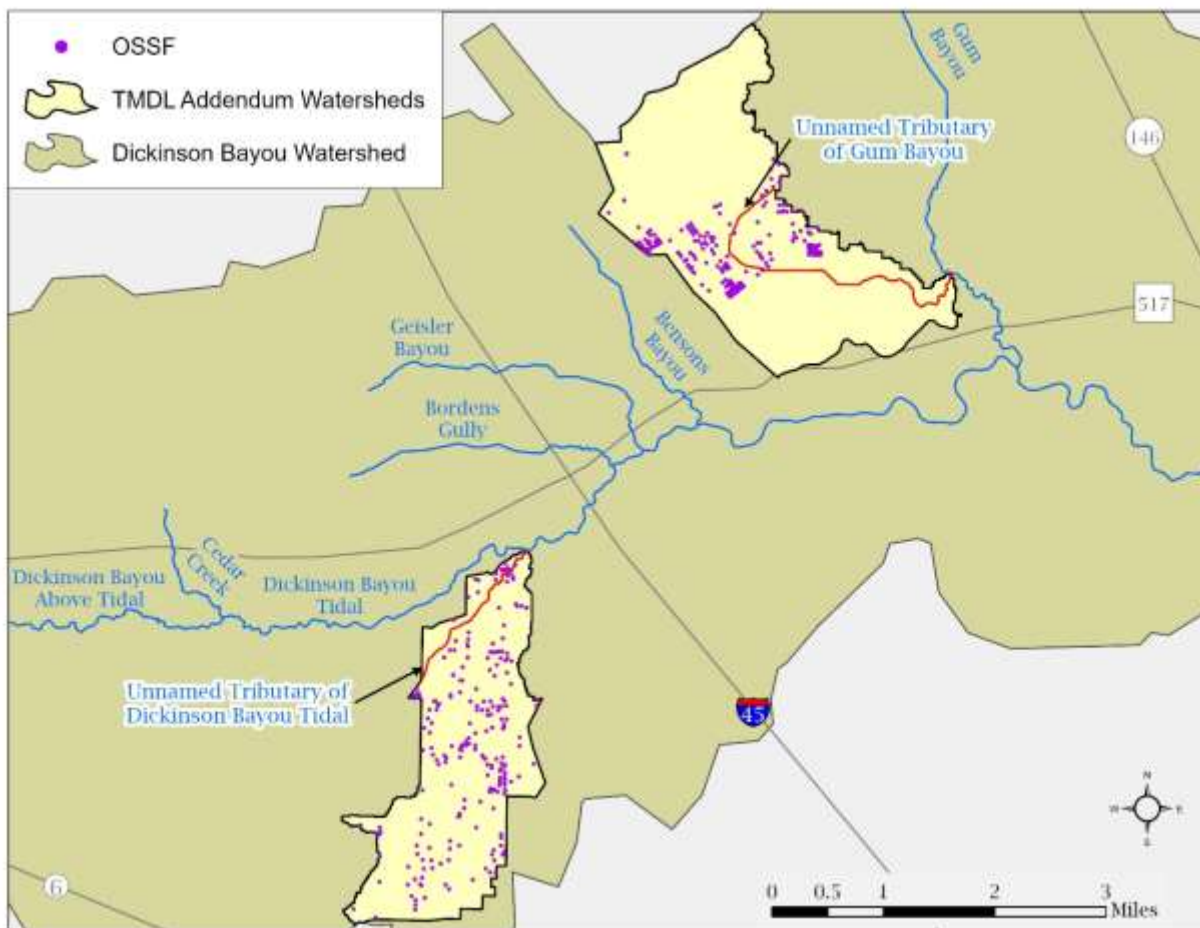 OSSF
TMDL Addendum Watersheds
Dickinson Bayou Watershed
Gum
Bayou
Unnamed Tributary
of Gum Bayou
146
517
Geisler
Bayou
Bensons
Bayou
Bordens
Gully
Cedar
Creek
Dickinson Bayou
Above Tidal
Dickinson Bayou
Tidal
Unnamed Tributary of
Dickinson Bayou Tidal
45
6
N
W E
S
0 0.5 1 2 3
Miles